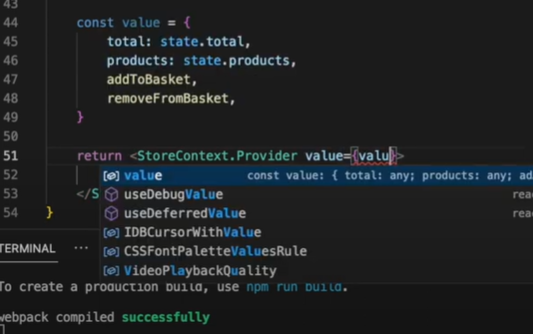 43
44 const value = {
45 total: state.total,
46 products: state.products,
47 addToBasket,
48 removeFromBasket,
49 }
50
51 return <StoreContext.Provider value={valu}>
52 value const value: { total: any; products: any; ad
useDebugValue rea
53 </S useDeferredValue rea
54 } IDBCursorWithValue
CSSFontPaletteValuesRule
VideoPlaybackQuality
TERMINAL ...
To create a production build, use npm run build.
webpack compiled successfully